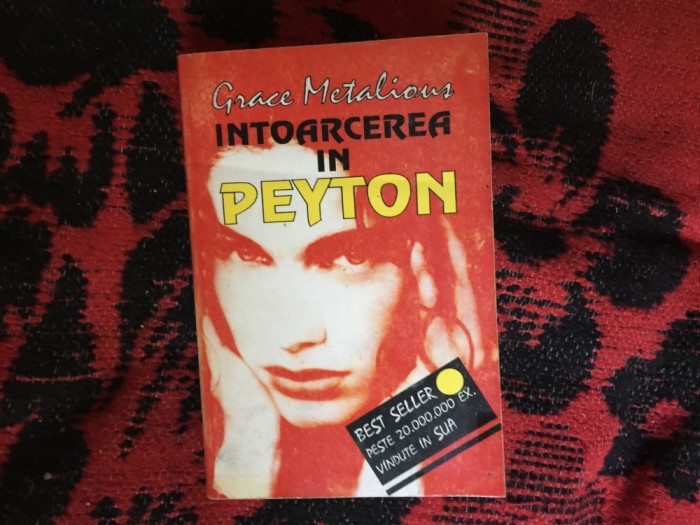 Grace Metalious
INTOARCEREA
IN
PEYTON
BEST SELLER
PESTE 20.000.000 EX.
VINDUTE IN SUA